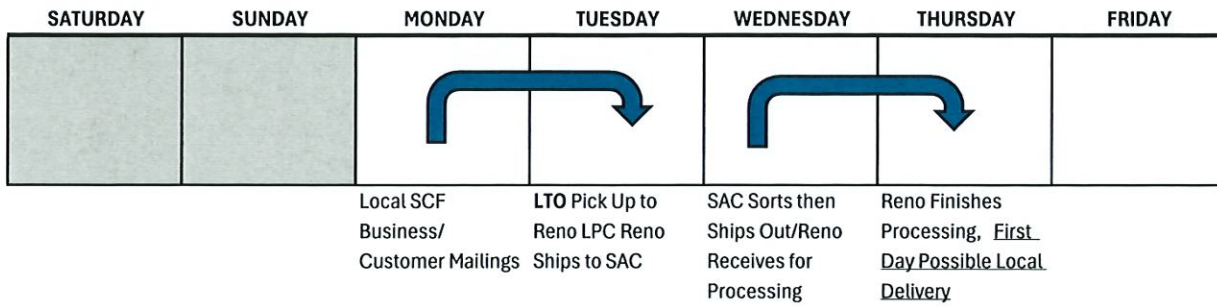 SATURDAY SUNDAY MONDAY TUESDAY WEDNESDAY THURSDAY FRIDAY
Local SCF
Business/
Customer Mailings
LTO Pick Up to
Reno LPC Reno
Ships to SAC
SAC Sorts then
Ships Out/Reno
Receives for
Processing
Reno Finishes
Processing, First
Day Possible Local
Delivery